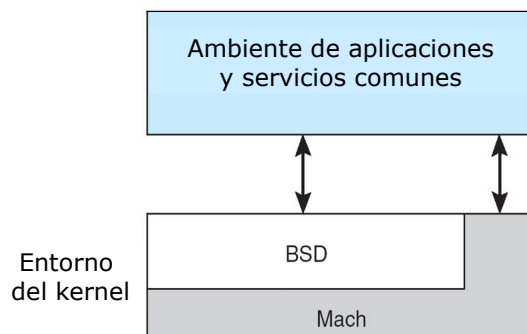 Ambiente de aplicaciones
y servicios comunes
BSD
Entorno
del kernel
Mach